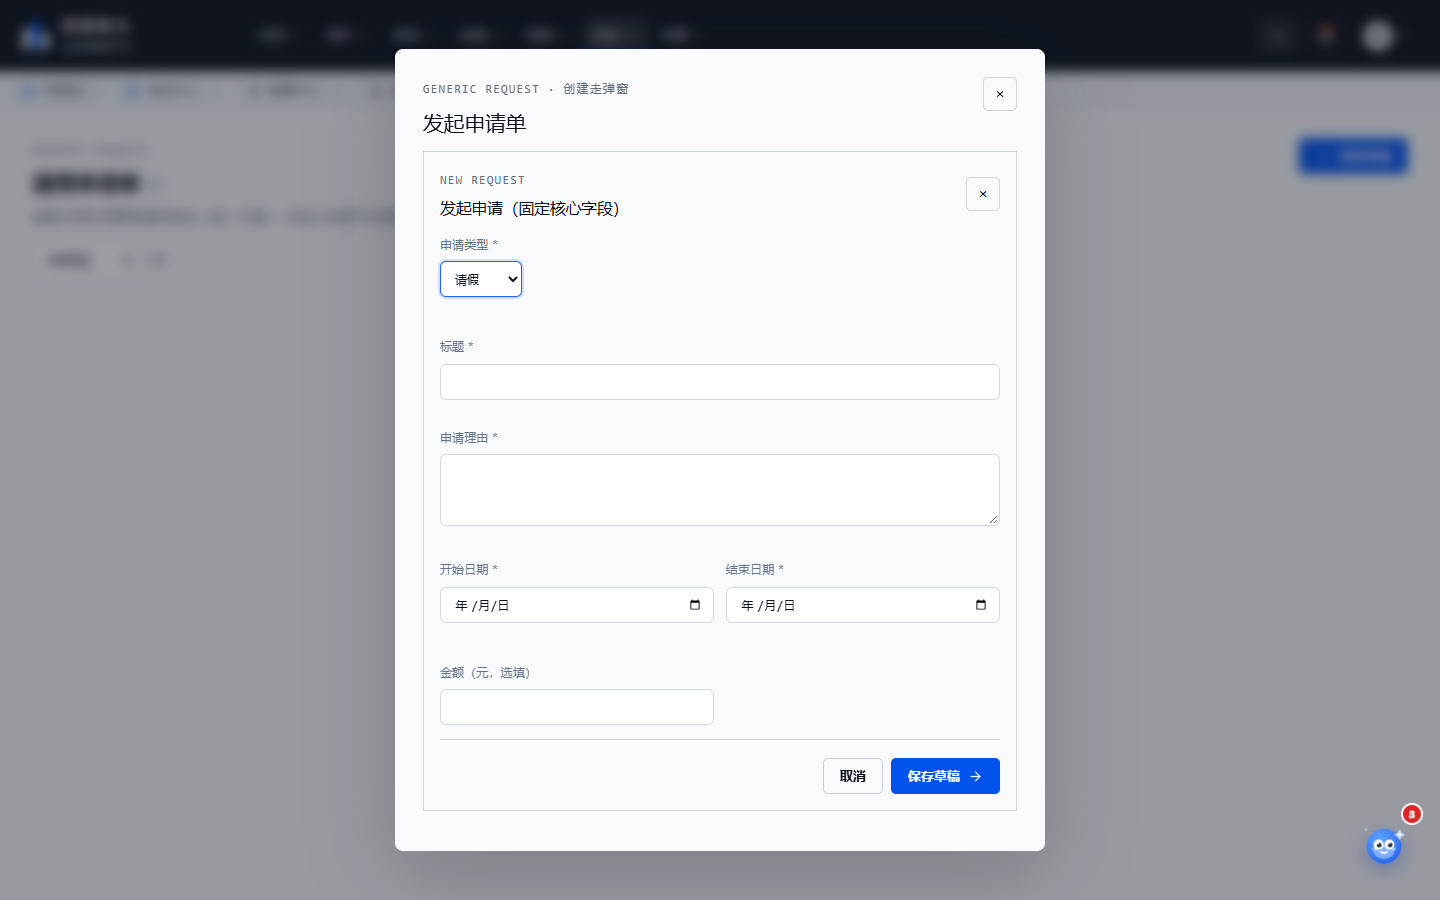 GENERIC REQUEST · 创建走弹窗
×
发起申请单
NEW REQUEST
×
发起申请（固定核心字段）
申请类型 *
请假
标题 *
申请理由 *
开始日期 *
结束日期 *
年 /月/日
年 /月/日
金额（元，选填）
取消
保存草稿 →
3